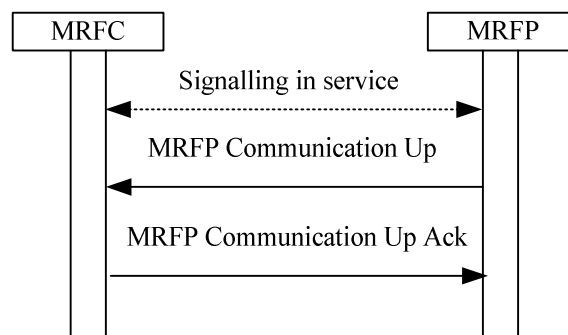 MRFC
MRFP
Signalling in service
MRFP Communication Up
MRFP Communication Up Ack